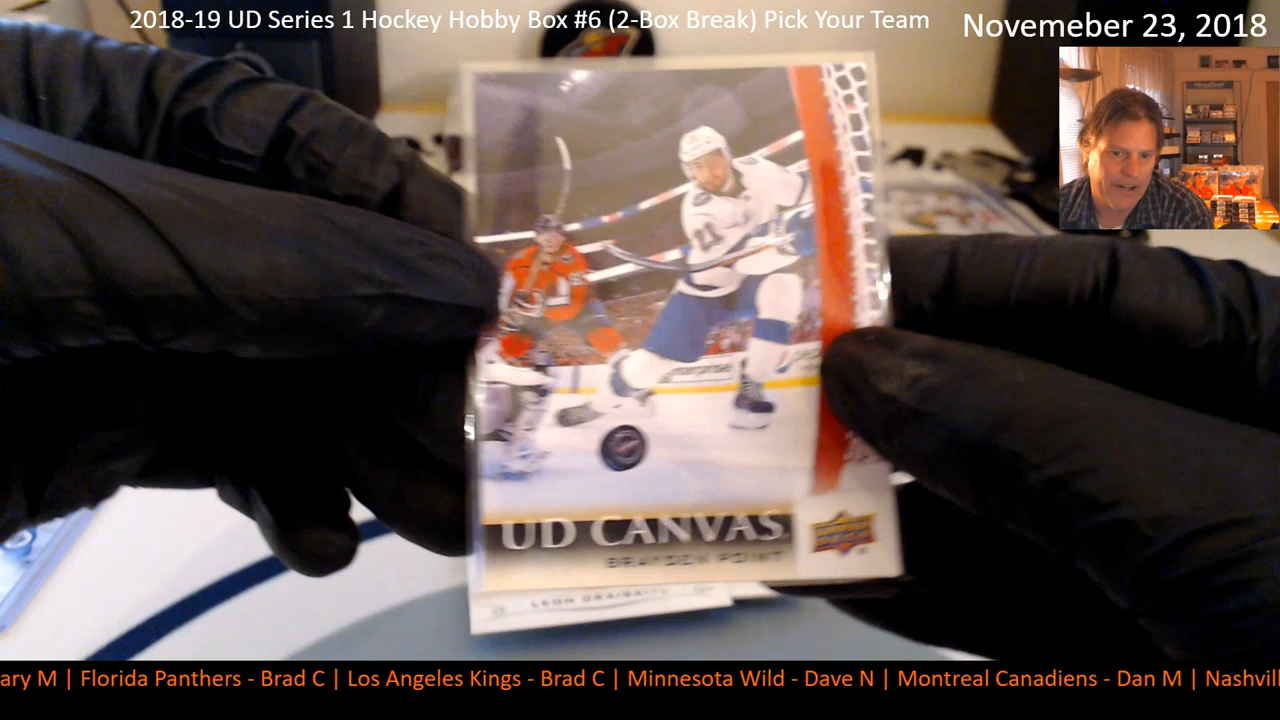 2018-19 UD Series 1 Hockey Hobby Box #6 (2-Box Break) Pick Your Team
Novemeber 23, 2018
21
UD CANVAS
BRAYDEN POINT
LEON DRAISAITL
ary M | Florida Panthers - Brad C | Los Angeles Kings - Brad C | Minnesota Wild - Dave N | Montreal Canadiens - Dan M | Nashvill